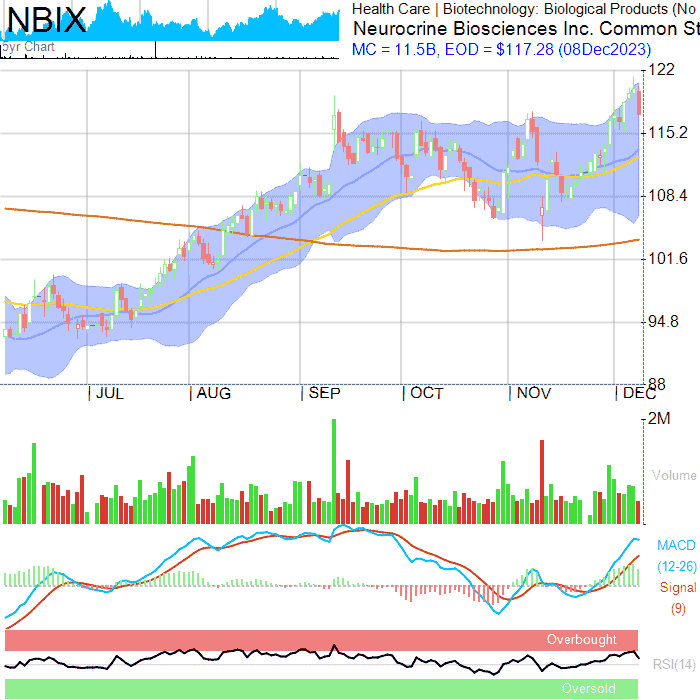 NBIX
5yr Chart
Health Care | Biotechnology: Biological Products (No
Neurocrine Biosciences Inc. Common St
MC = 11.5B, EOD = $117.28 (08Dec2023)
122
115.2
108.4
101.6
94.8
88
JUL AUG SEP OCT NOV DEC
2M
Volume
MACD
(12-26)
Signal
(9)
Overbought
RSI(14)
Oversold